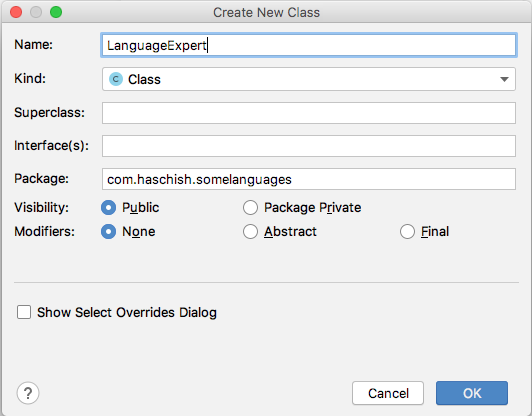 Create New Class
Name: LanguageExpert
Kind: C Class
Superclass:
Interface(s):
Package: com.haschish.somelanguages
Visibility: Public Package Private
Modifiers: None Abstract Final
Show Select Overrides Dialog
? Cancel OK